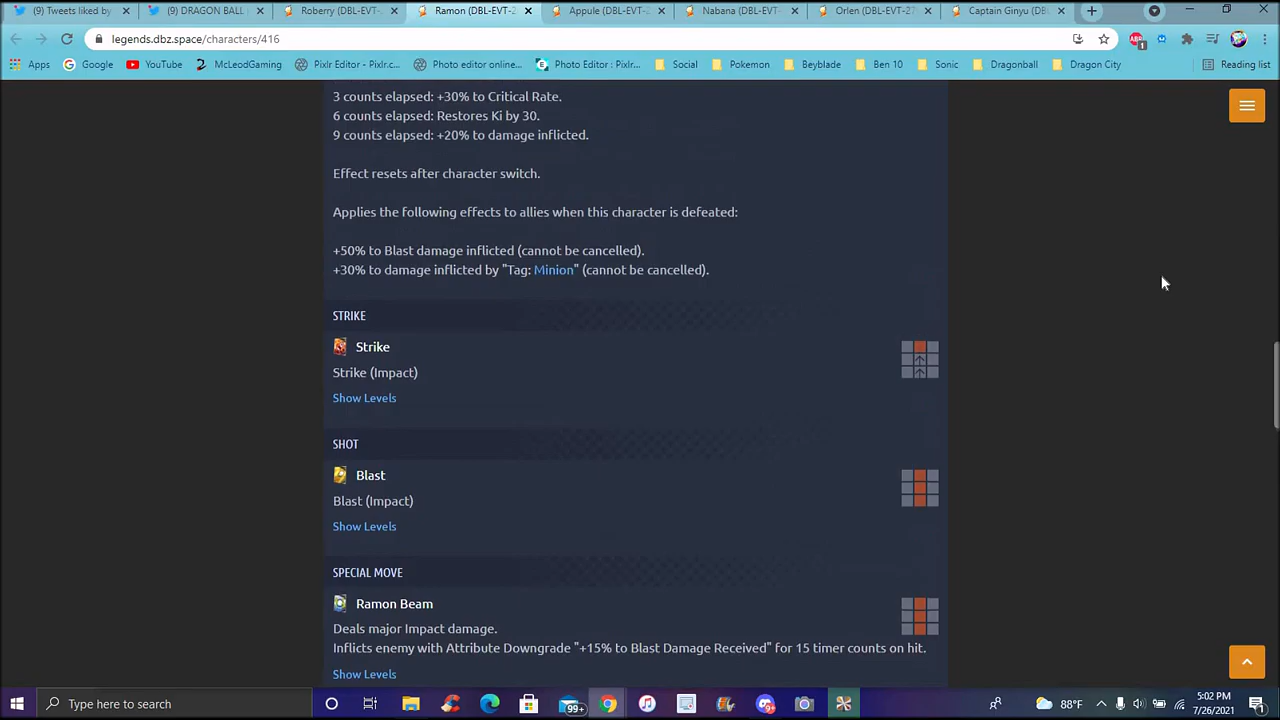 (9) Tweets liked by
(9) DRAGON BALL
Roberry (DBL-EVT-2
Ramon (DBL-EVT-2
Appule (DBL-EVT-2
Nabana (DBL-EVT-2
Orlen (DBL-EVT-27
Captain Ginyu (DB
legends.dbz.space/characters/416
ABP
1
Apps
Google
YouTube
McLeodGaming
Pixlr Editor - Pixlr.c...
Photo editor online...
Photo Editor : Pixlr...
Social
Pokemon
Beyblade
Ben 10
Sonic
Dragonball
Dragon City
Reading list
3 counts elapsed: +30% to Critical Rate.
6 counts elapsed: Restores Ki by 30.
9 counts elapsed: +20% to damage inflicted.
Effect resets after character switch.
Applies the following effects to allies when this character is defeated:
+50% to Blast damage inflicted (cannot be cancelled).
+30% to damage inflicted by "Tag: Minion" (cannot be cancelled).
STRIKE
Strike
Strike (Impact)
Show Levels
SHOT
Blast
Blast (Impact)
Show Levels
SPECIAL MOVE
Ramon Beam
Deals major Impact damage.
Inflicts enemy with Attribute Downgrade "+15% to Blast Damage Received" for 15 timer counts on hit.
Show Levels
Type here to search
99+
88°F
5:02 PM
7/26/2021